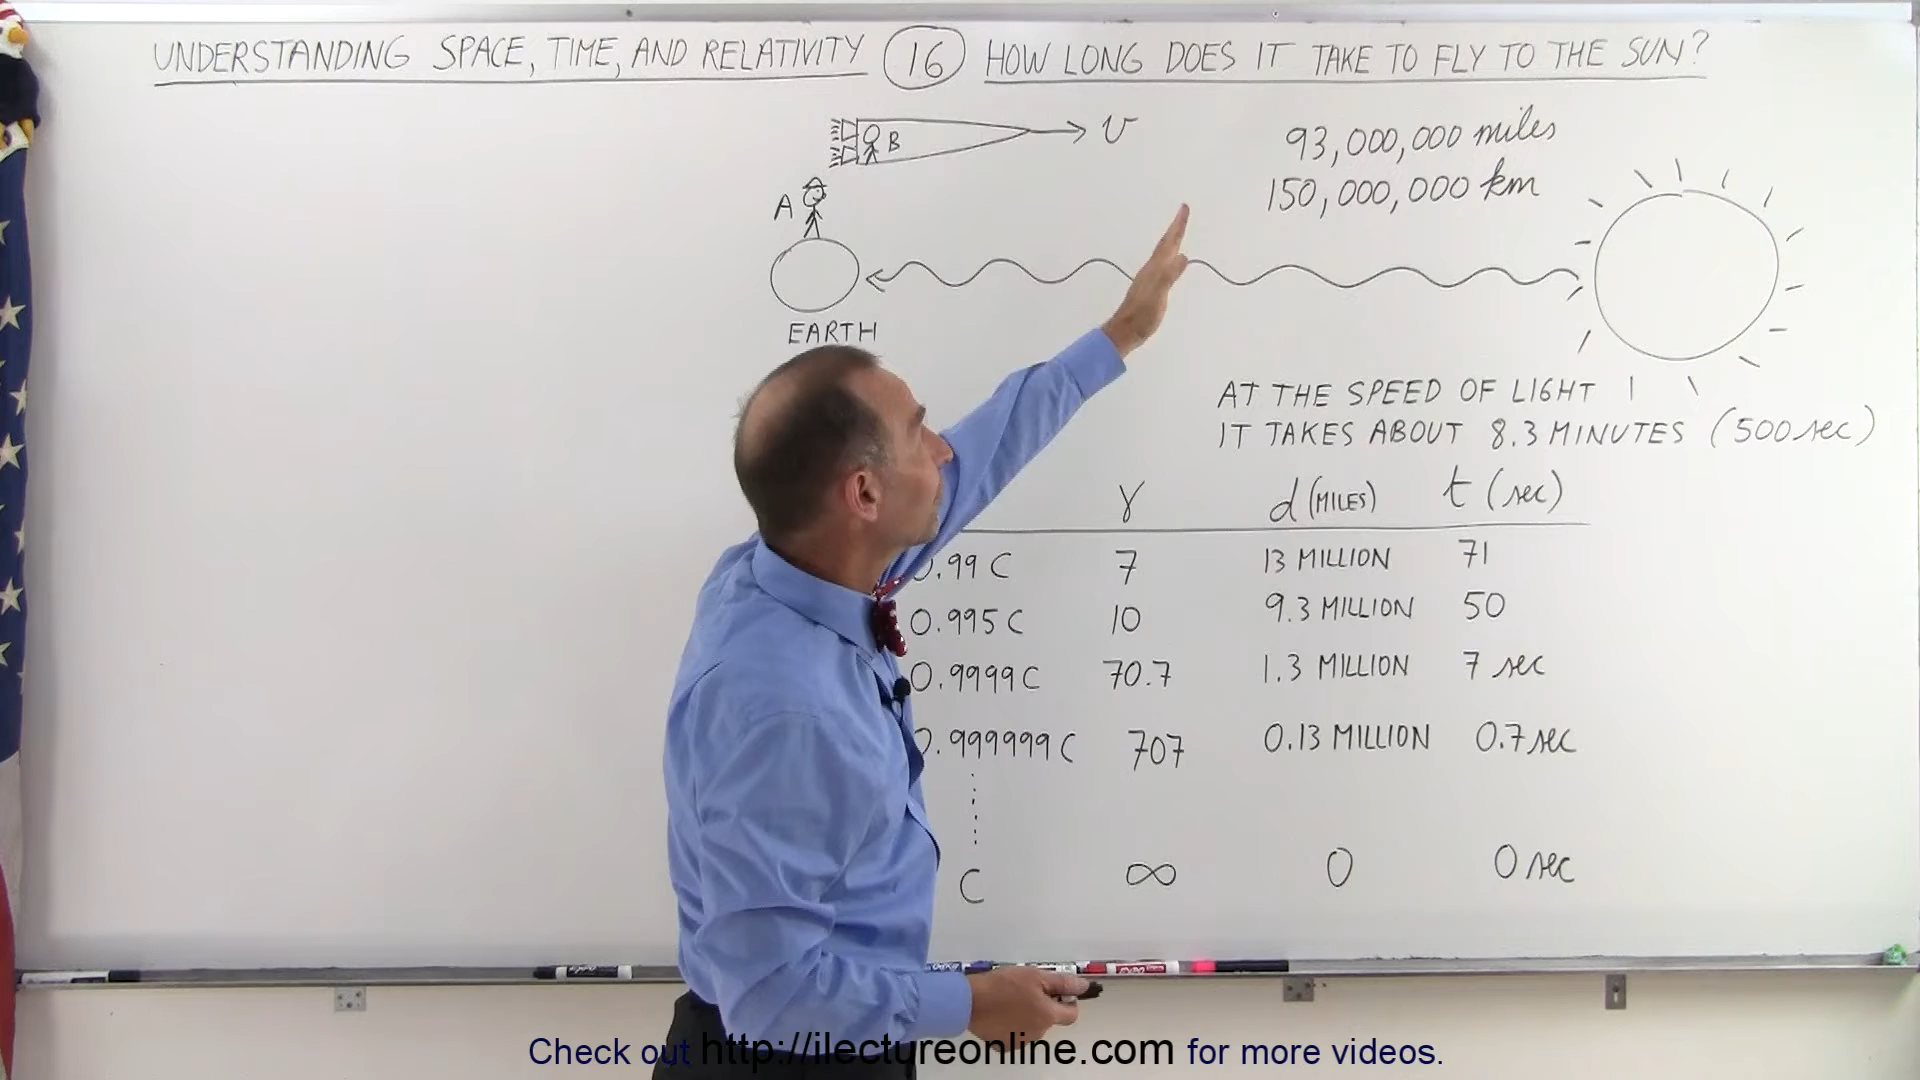 UNDERSTANDING SPACE, TIME, AND RELATIVITY 16 HOW LONG DOES IT TAKE TO FLY TO THE SUN?
B v
93,000,000 miles
150,000,000 km
A
EARTH
AT THE SPEED OF LIGHT
IT TAKES ABOUT 8.3 MINUTES (500 sec)
γ d (MILES) t (sec)
0.99 C 7 13 MILLION 71
0.995 C 10 9.3 MILLION 50
0.9999 C 70.7 1.3 MILLION 7 sec
0.999999 C 707 0.13 MILLION 0.7 sec
C ∞ 0 0 sec
EXPO
Check out http://ilectureonline.com for more videos.